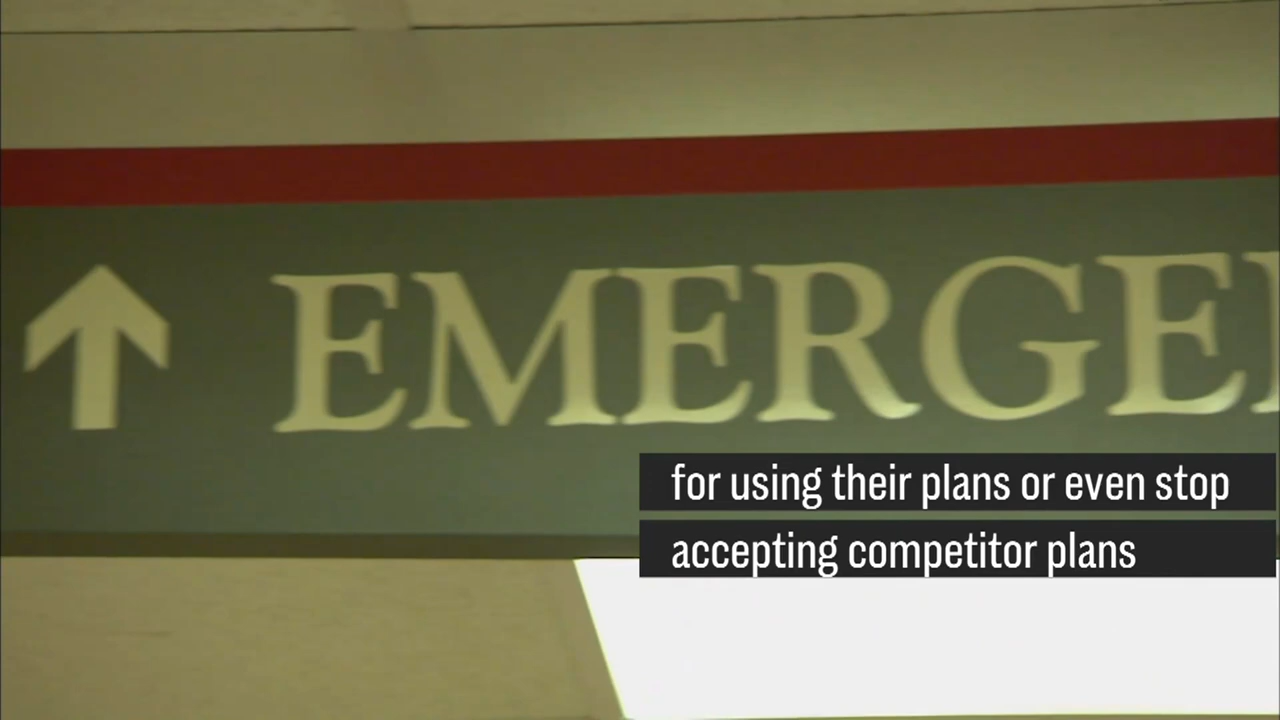 EMERGE
for using their plans or even stop
accepting competitor plans